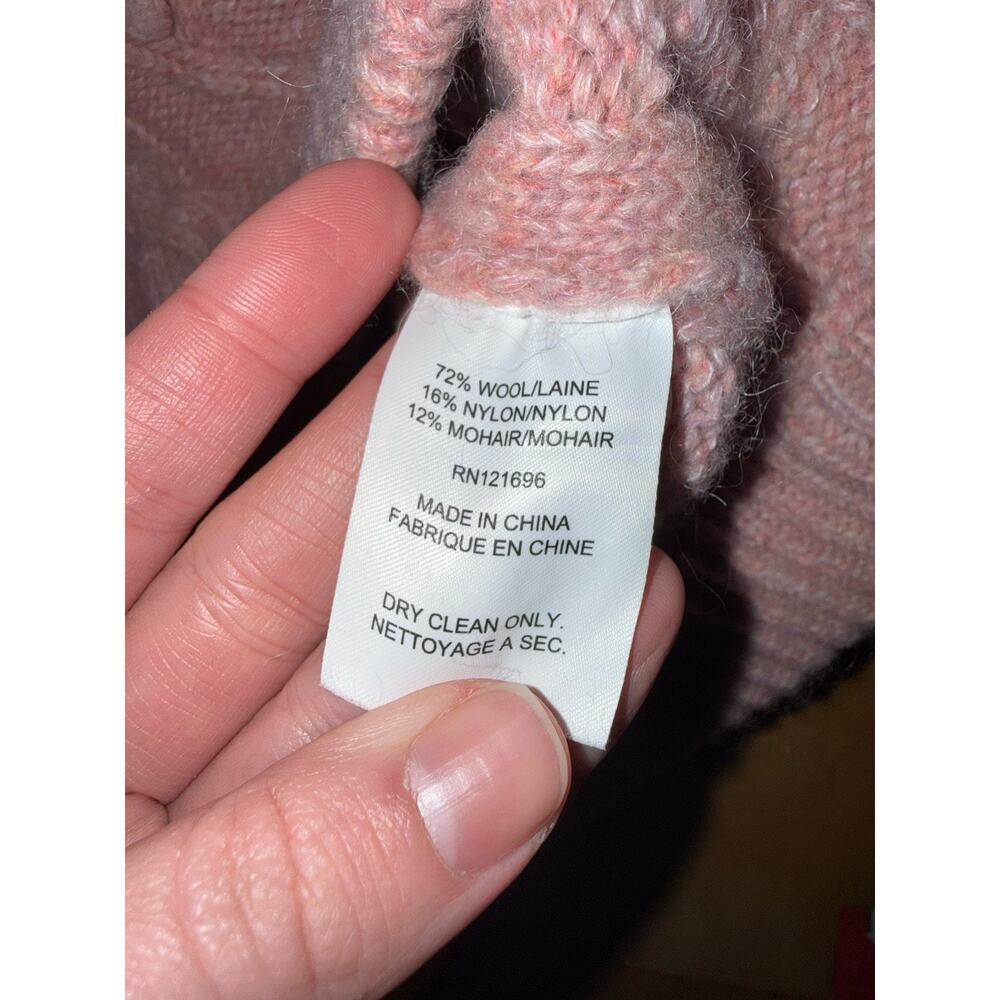 72% WOOL/LAINE
16% NYLON/NYLON
12% MOHAIR/MOHAIR
RN121696
MADE IN CHINA
FABRIQUE EN CHINE
DRY CLEAN ONLY.
NETTOYAGE A SEC.